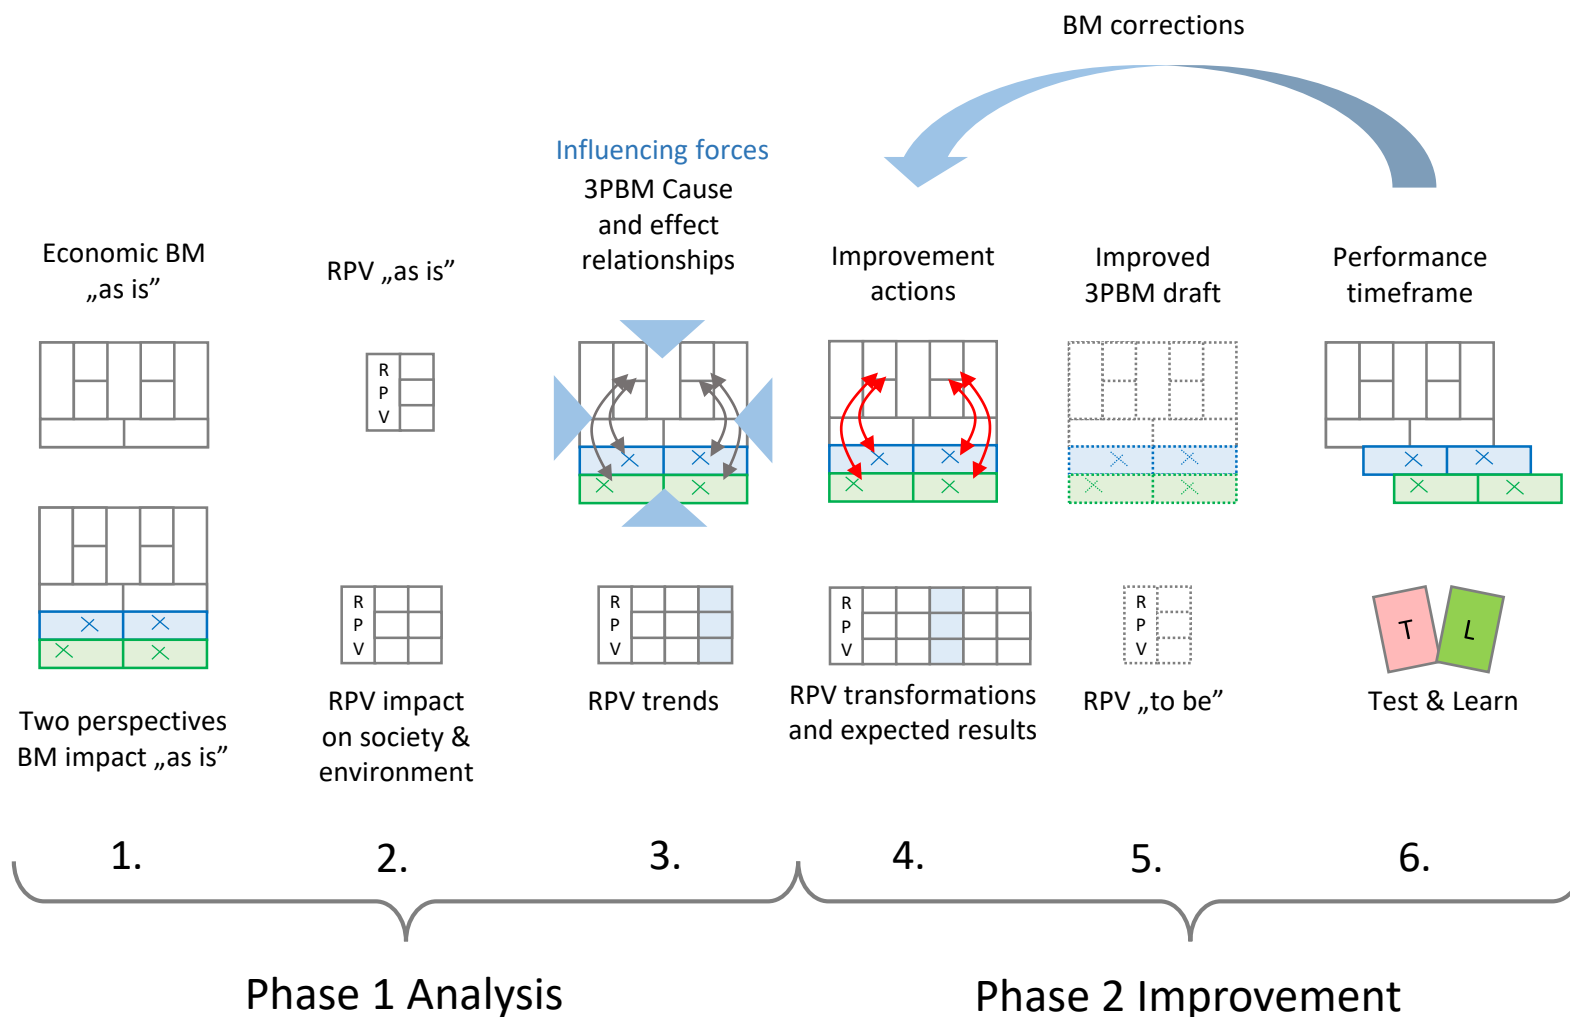 BM corrections
Influencing forces
3PBM Cause
and effect
relationships
Economic BM
„as is”
RPV „as is”
Improvement
actions
Improved
3PBM draft
Performance
timeframe
R
P
V
R
P
V
R
P
V
R
P
V
R
P
V
T
L
Two perspectives
BM impact „as is”
RPV impact
on society &
environment
RPV trends
RPV transformations
and expected results
RPV „to be”
Test & Learn
1.
2.
3.
4.
5.
6.
Phase 1 Analysis
Phase 2 Improvement